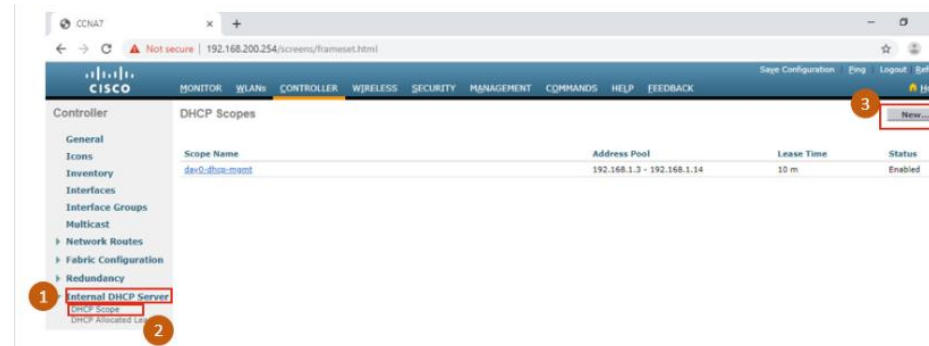 CCNA7
Not secure | 192.168.200.254/screens/frameset.html
Save Configuration Ping Logout
CISCO MONITOR WLANs CONTROLLER WIRELESS SECURITY MANAGEMENT COMMANDS HELP FEEDBACK
Controller DHCP Scopes 3 New...
General
Icons Scope Name Address Pool Lease Time Status
Inventory day0-dhcp-mgmt 192.168.1.3 - 192.168.1.14 10 m Enabled
Interfaces
Interface Groups
Multicast
Network Routes
Fabric Configuration
Redundancy
1 Internal DHCP Server
DHCP Scope
DHCP Allocated
2